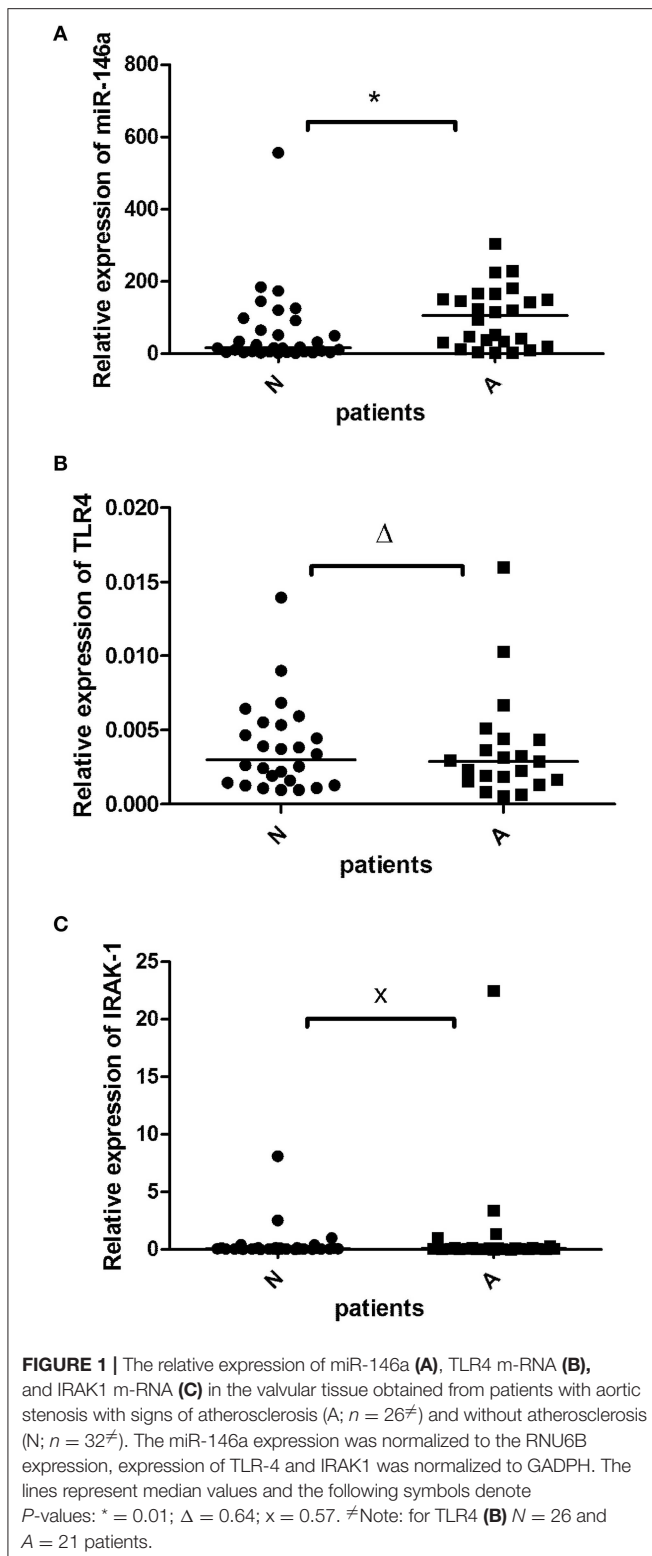 A
Relative expression of miR-146a
800
600
400
200
0
*
N
A
patients
B
Relative expression of TLR4
0.020
0.015
0.010
0.005
0.000
Δ
N
A
patients
C
Relative expression of IRAK-1
25
20
15
10
5
0
x
N
A
patients
FIGURE 1 | The relative expression of miR-146a (A), TLR4 m-RNA (B),
and IRAK1 m-RNA (C) in the valvular tissue obtained from patients with aortic
stenosis with signs of atherosclerosis (A; n = 26≠) and without atherosclerosis
(N; n = 32≠). The miR-146a expression was normalized to the RNU6B
expression, expression of TLR-4 and IRAK1 was normalized to GADPH. The
lines represent median values and the following symbols denote
P-values: * = 0.01; Δ = 0.64; x = 0.57. ≠Note: for TLR4 (B) N = 26 and
A = 21 patients.